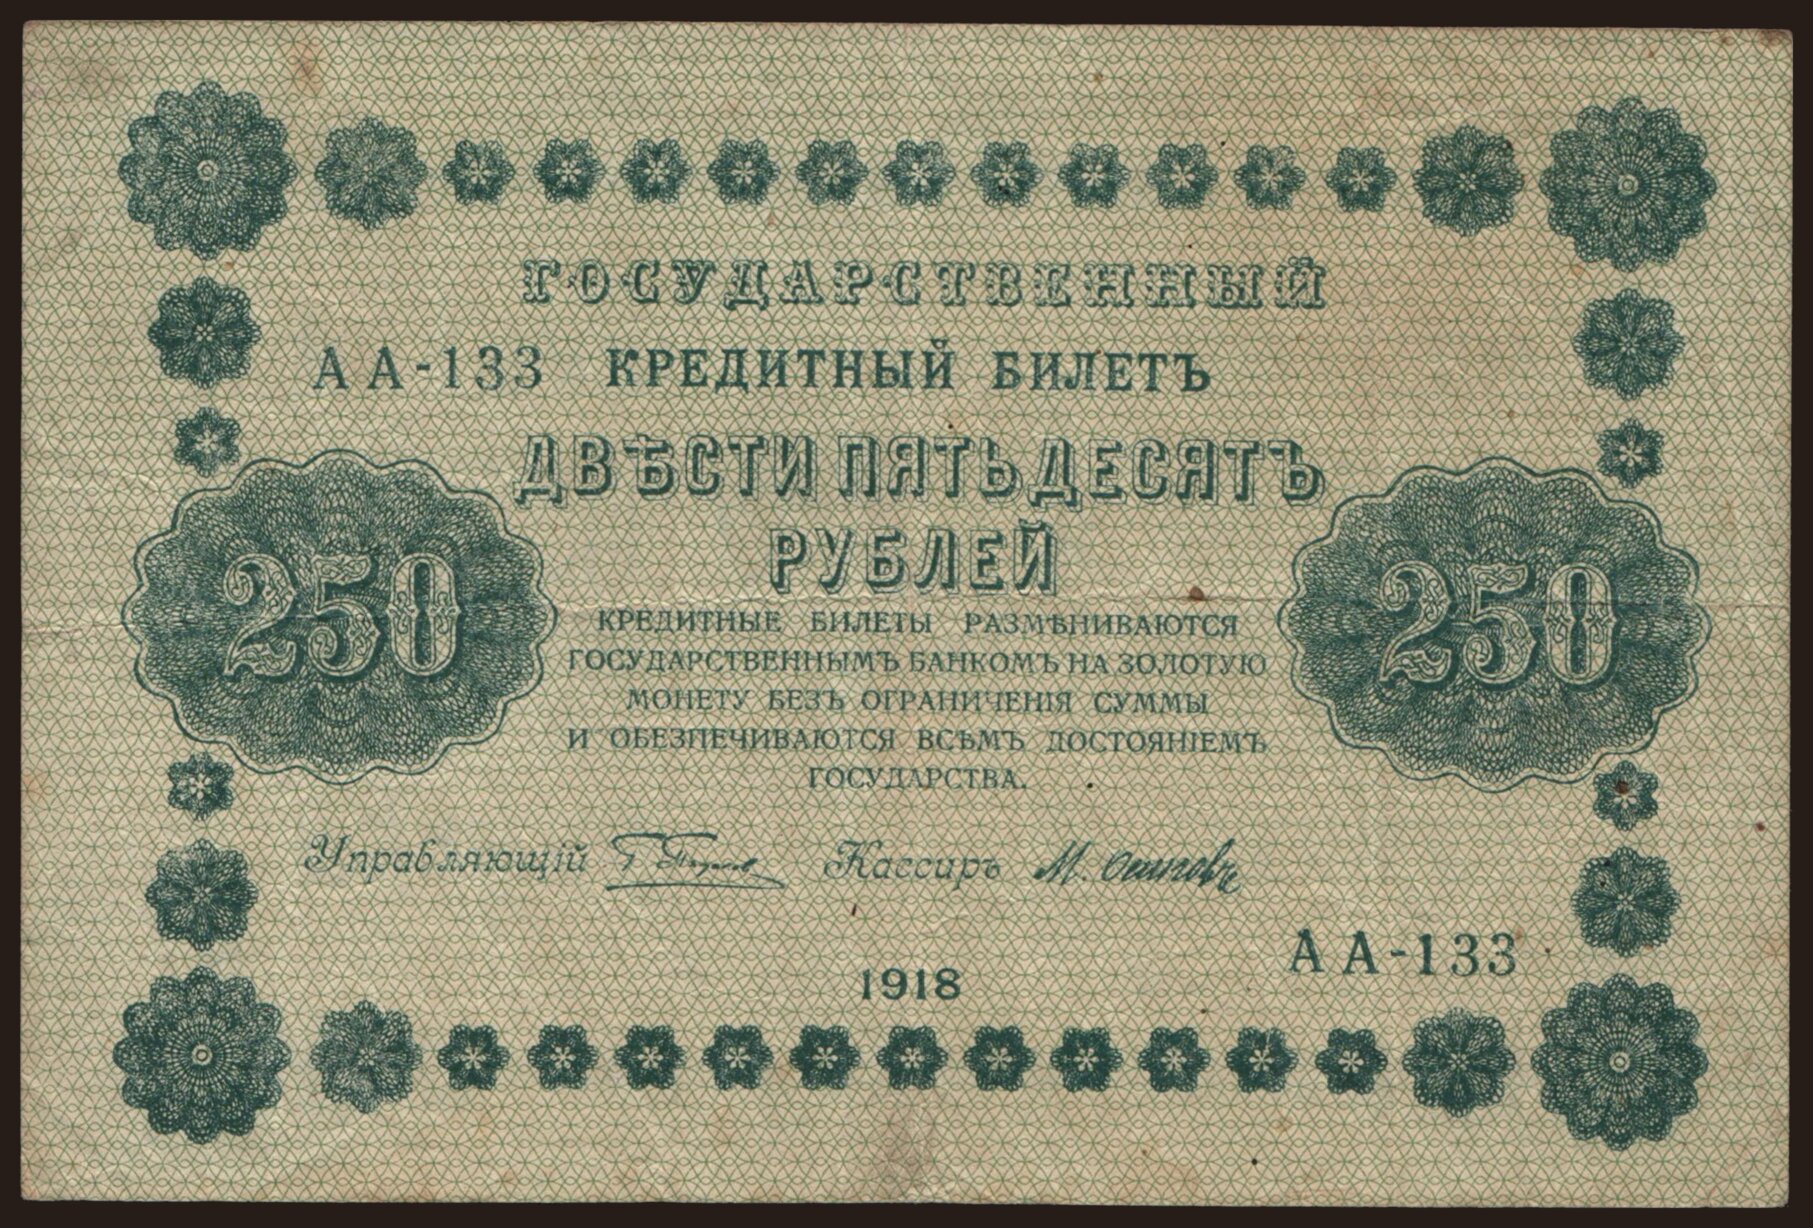 ГОСУДАРСТВЕННЫЙ
АА-133 КРЕДИТНЫЙ БИЛЕТЪ
ДВѢСТИ ПЯТЬДЕСЯТЪ
РУБЛЕЙ
250 250
КРЕДИТНЫЕ БИЛЕТЫ РАЗМѢНИВАЮТСЯ
ГОСУДАРСТВЕННЫМЪ БАНКОМЪ НА ЗОЛОТУЮ
МОНЕТУ БЕЗЪ ОГРАНИЧЕНІЯ СУММЫ
И ОБЕЗПЕЧИВАЮТСЯ ВСѢМЪ ДОСТОЯНІЕМЪ
ГОСУДАРСТВА.
Управляющій Кассиръ М. Осиповъ
АА-133
1918